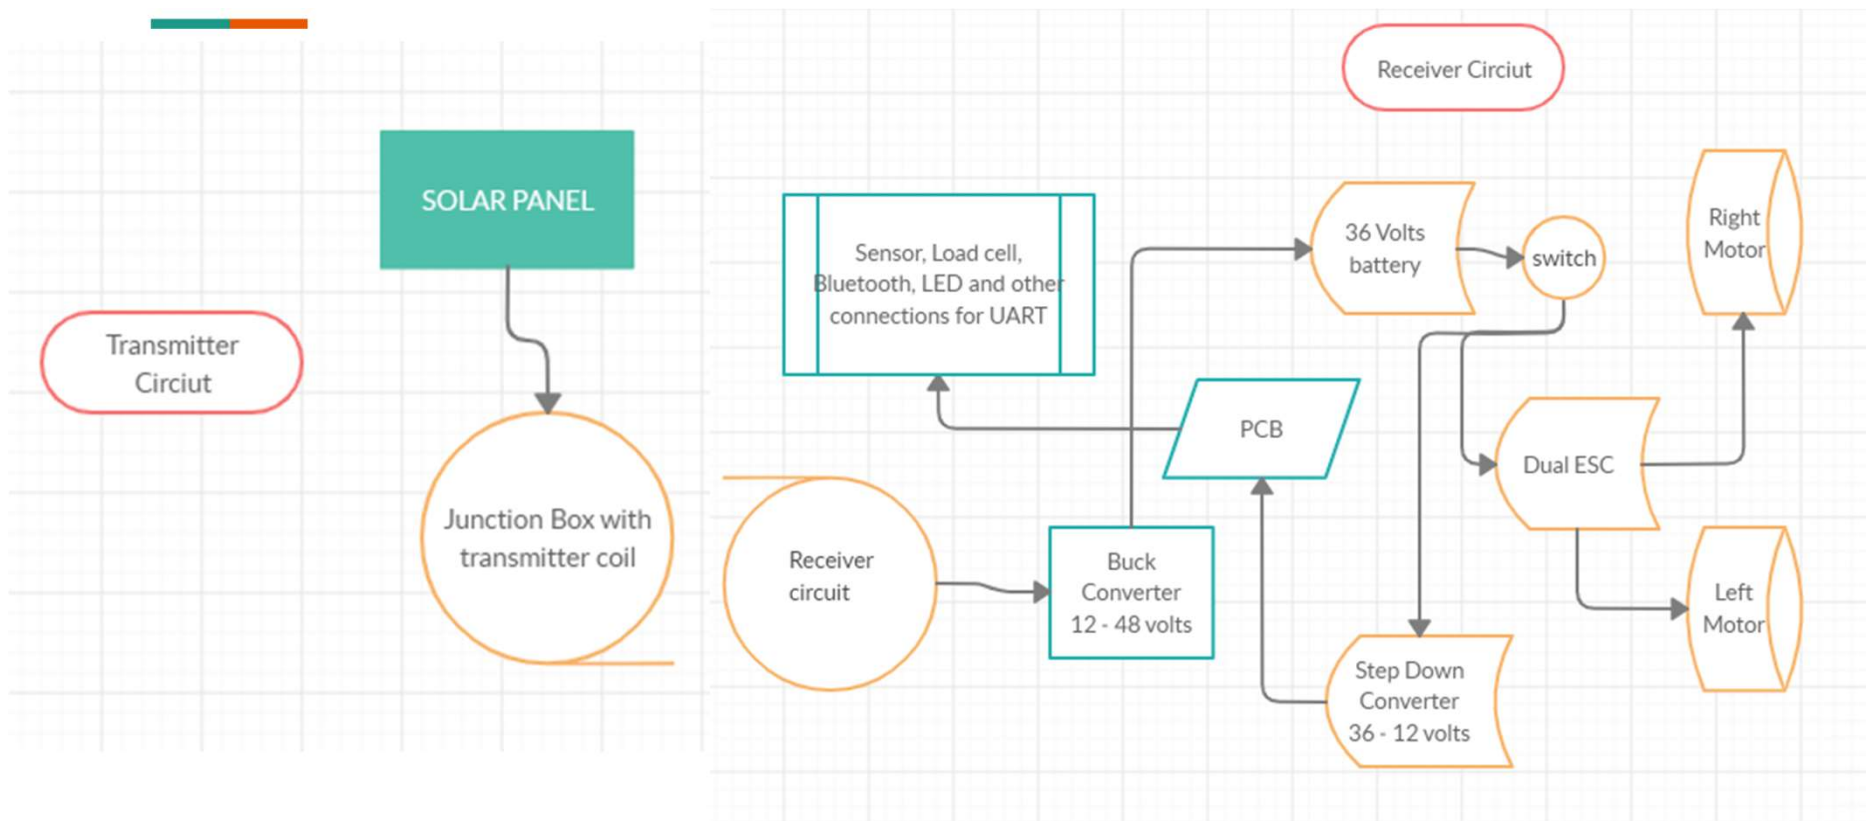 SOLAR PANEL
Transmitter
Circiut
Junction Box with
transmitter coil
Receiver Circiut
Sensor, Load cell,
Bluetooth, LED and other
connections for UART
36 Volts
battery
switch
Right
Motor
PCB
Dual ESC
Receiver
circuit
Buck
Converter
12 - 48 volts
Left
Motor
Step Down
Converter
36 - 12 volts